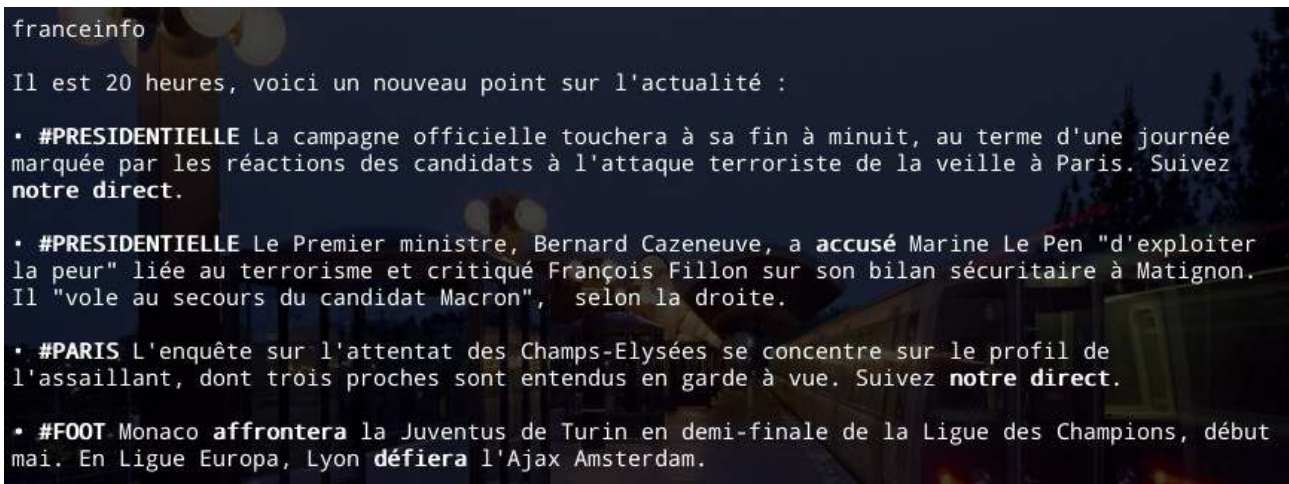 franceinfo
Il est 20 heures, voici un nouveau point sur l'actualité :
• #PRESIDENTIELLE La campagne officielle touchera à sa fin à minuit, au terme d'une journée
marquée par les réactions des candidats à l'attaque terroriste de la veille à Paris. Suivez
notre direct.
• #PRESIDENTIELLE Le Premier ministre, Bernard Cazeneuve, a accusé Marine Le Pen "d'exploiter
la peur" liée au terrorisme et critiqué François Fillon sur son bilan sécuritaire à Matignon.
Il "vole au secours du candidat Macron",  selon la droite.
• #PARIS L'enquête sur l'attentat des Champs-Elysées se concentre sur le profil de
l'assaillant, dont trois proches sont entendus en garde à vue. Suivez notre direct.
• #FOOT Monaco affrontera la Juventus de Turin en demi-finale de la Ligue des Champions, début
mai. En Ligue Europa, Lyon défiera l'Ajax Amsterdam.